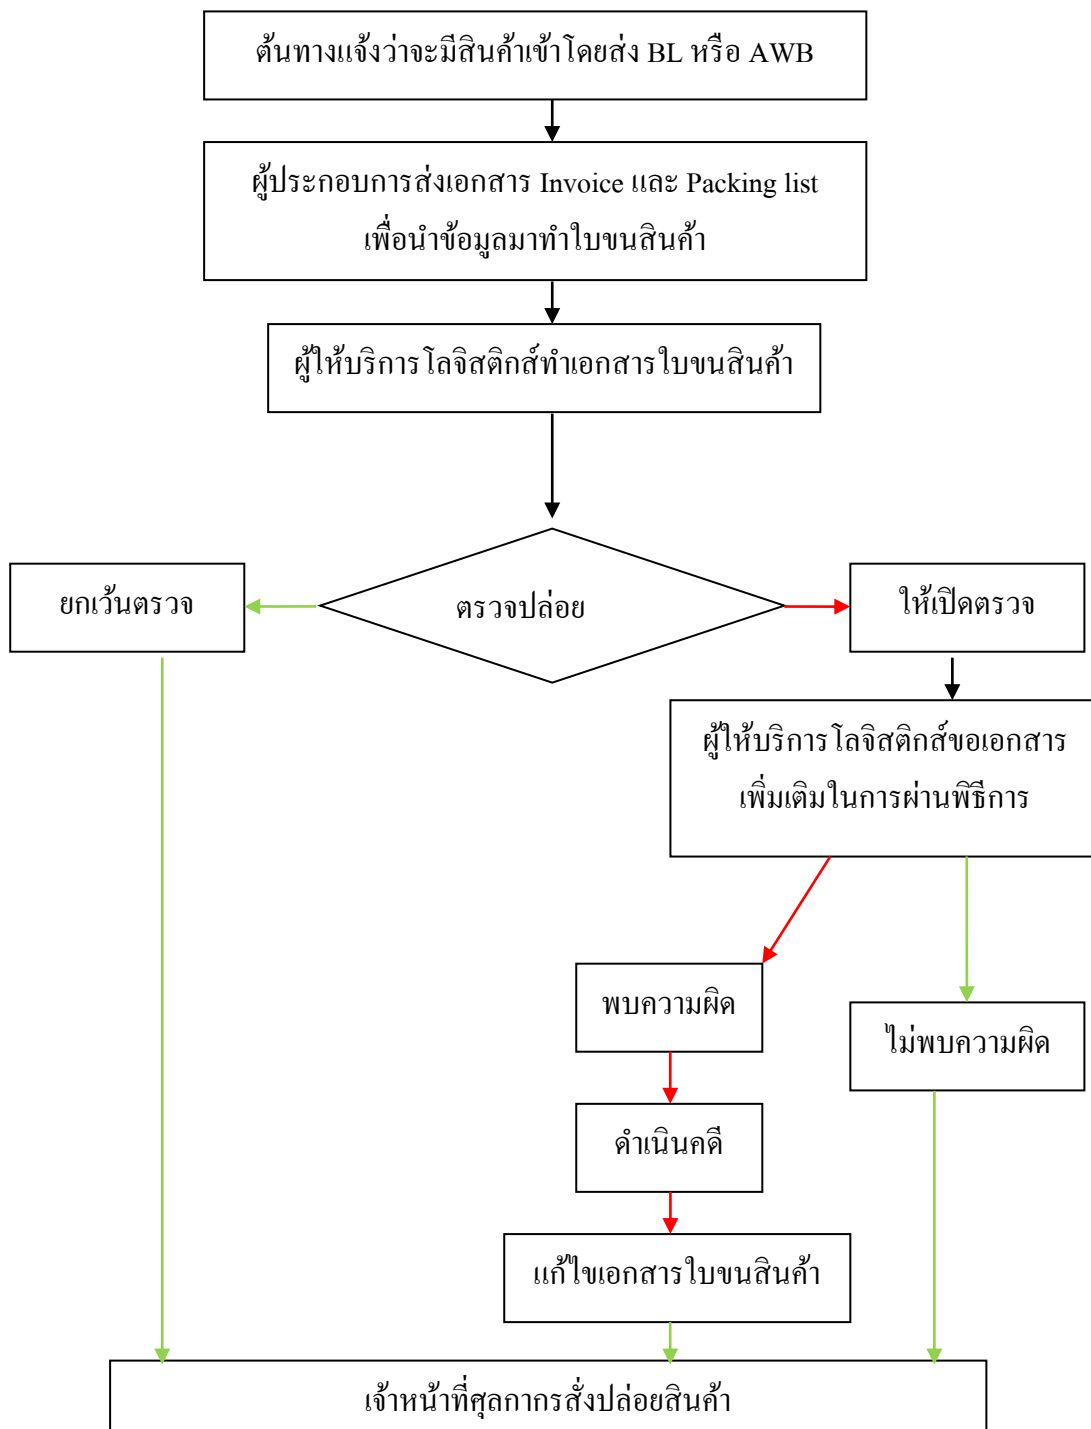 ต้นทางแจ้งว่าจะมีสินค้าเข้าโดยส่ง BL หรือ AWB
ผู้ประกอบการส่งเอกสาร Invoice และ Packing list
เพื่อนำข้อมูลมาทำใบขนสินค้า
ผู้ให้บริการโลจิสติกส์ทำเอกสารใบขนสินค้า
ยกเว้นตรวจ
ตรวจปล่อย
ให้เปิดตรวจ
ผู้ให้บริการโลจิสติกส์ขอเอกสาร
เพิ่มเติมในการผ่านพิธีการ
พบความผิด
ไม่พบความผิด
ดำเนินคดี
แก้ไขเอกสารใบขนสินค้า
เจ้าหน้าที่ศุลกากรสั่งปล่อยสินค้า